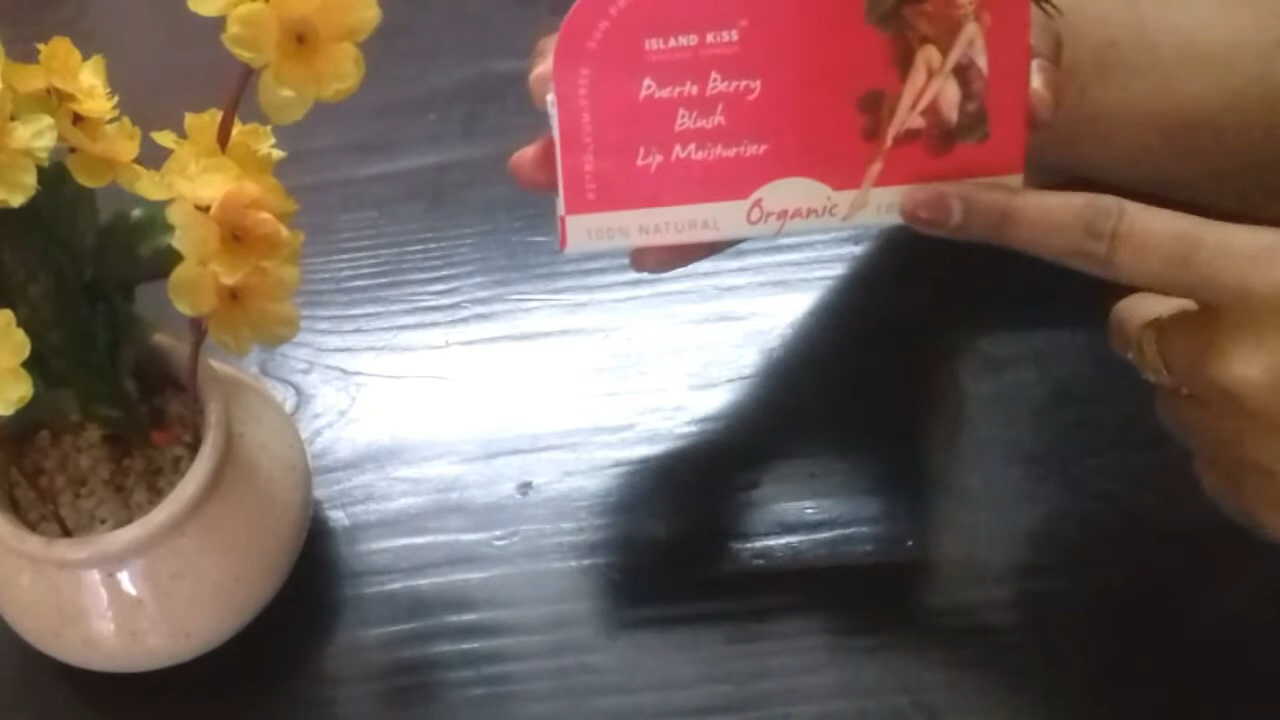 ISLAND KiSS
Puerto Berry
Blush
Lip Moisturiser
100% NATURAL
Organic